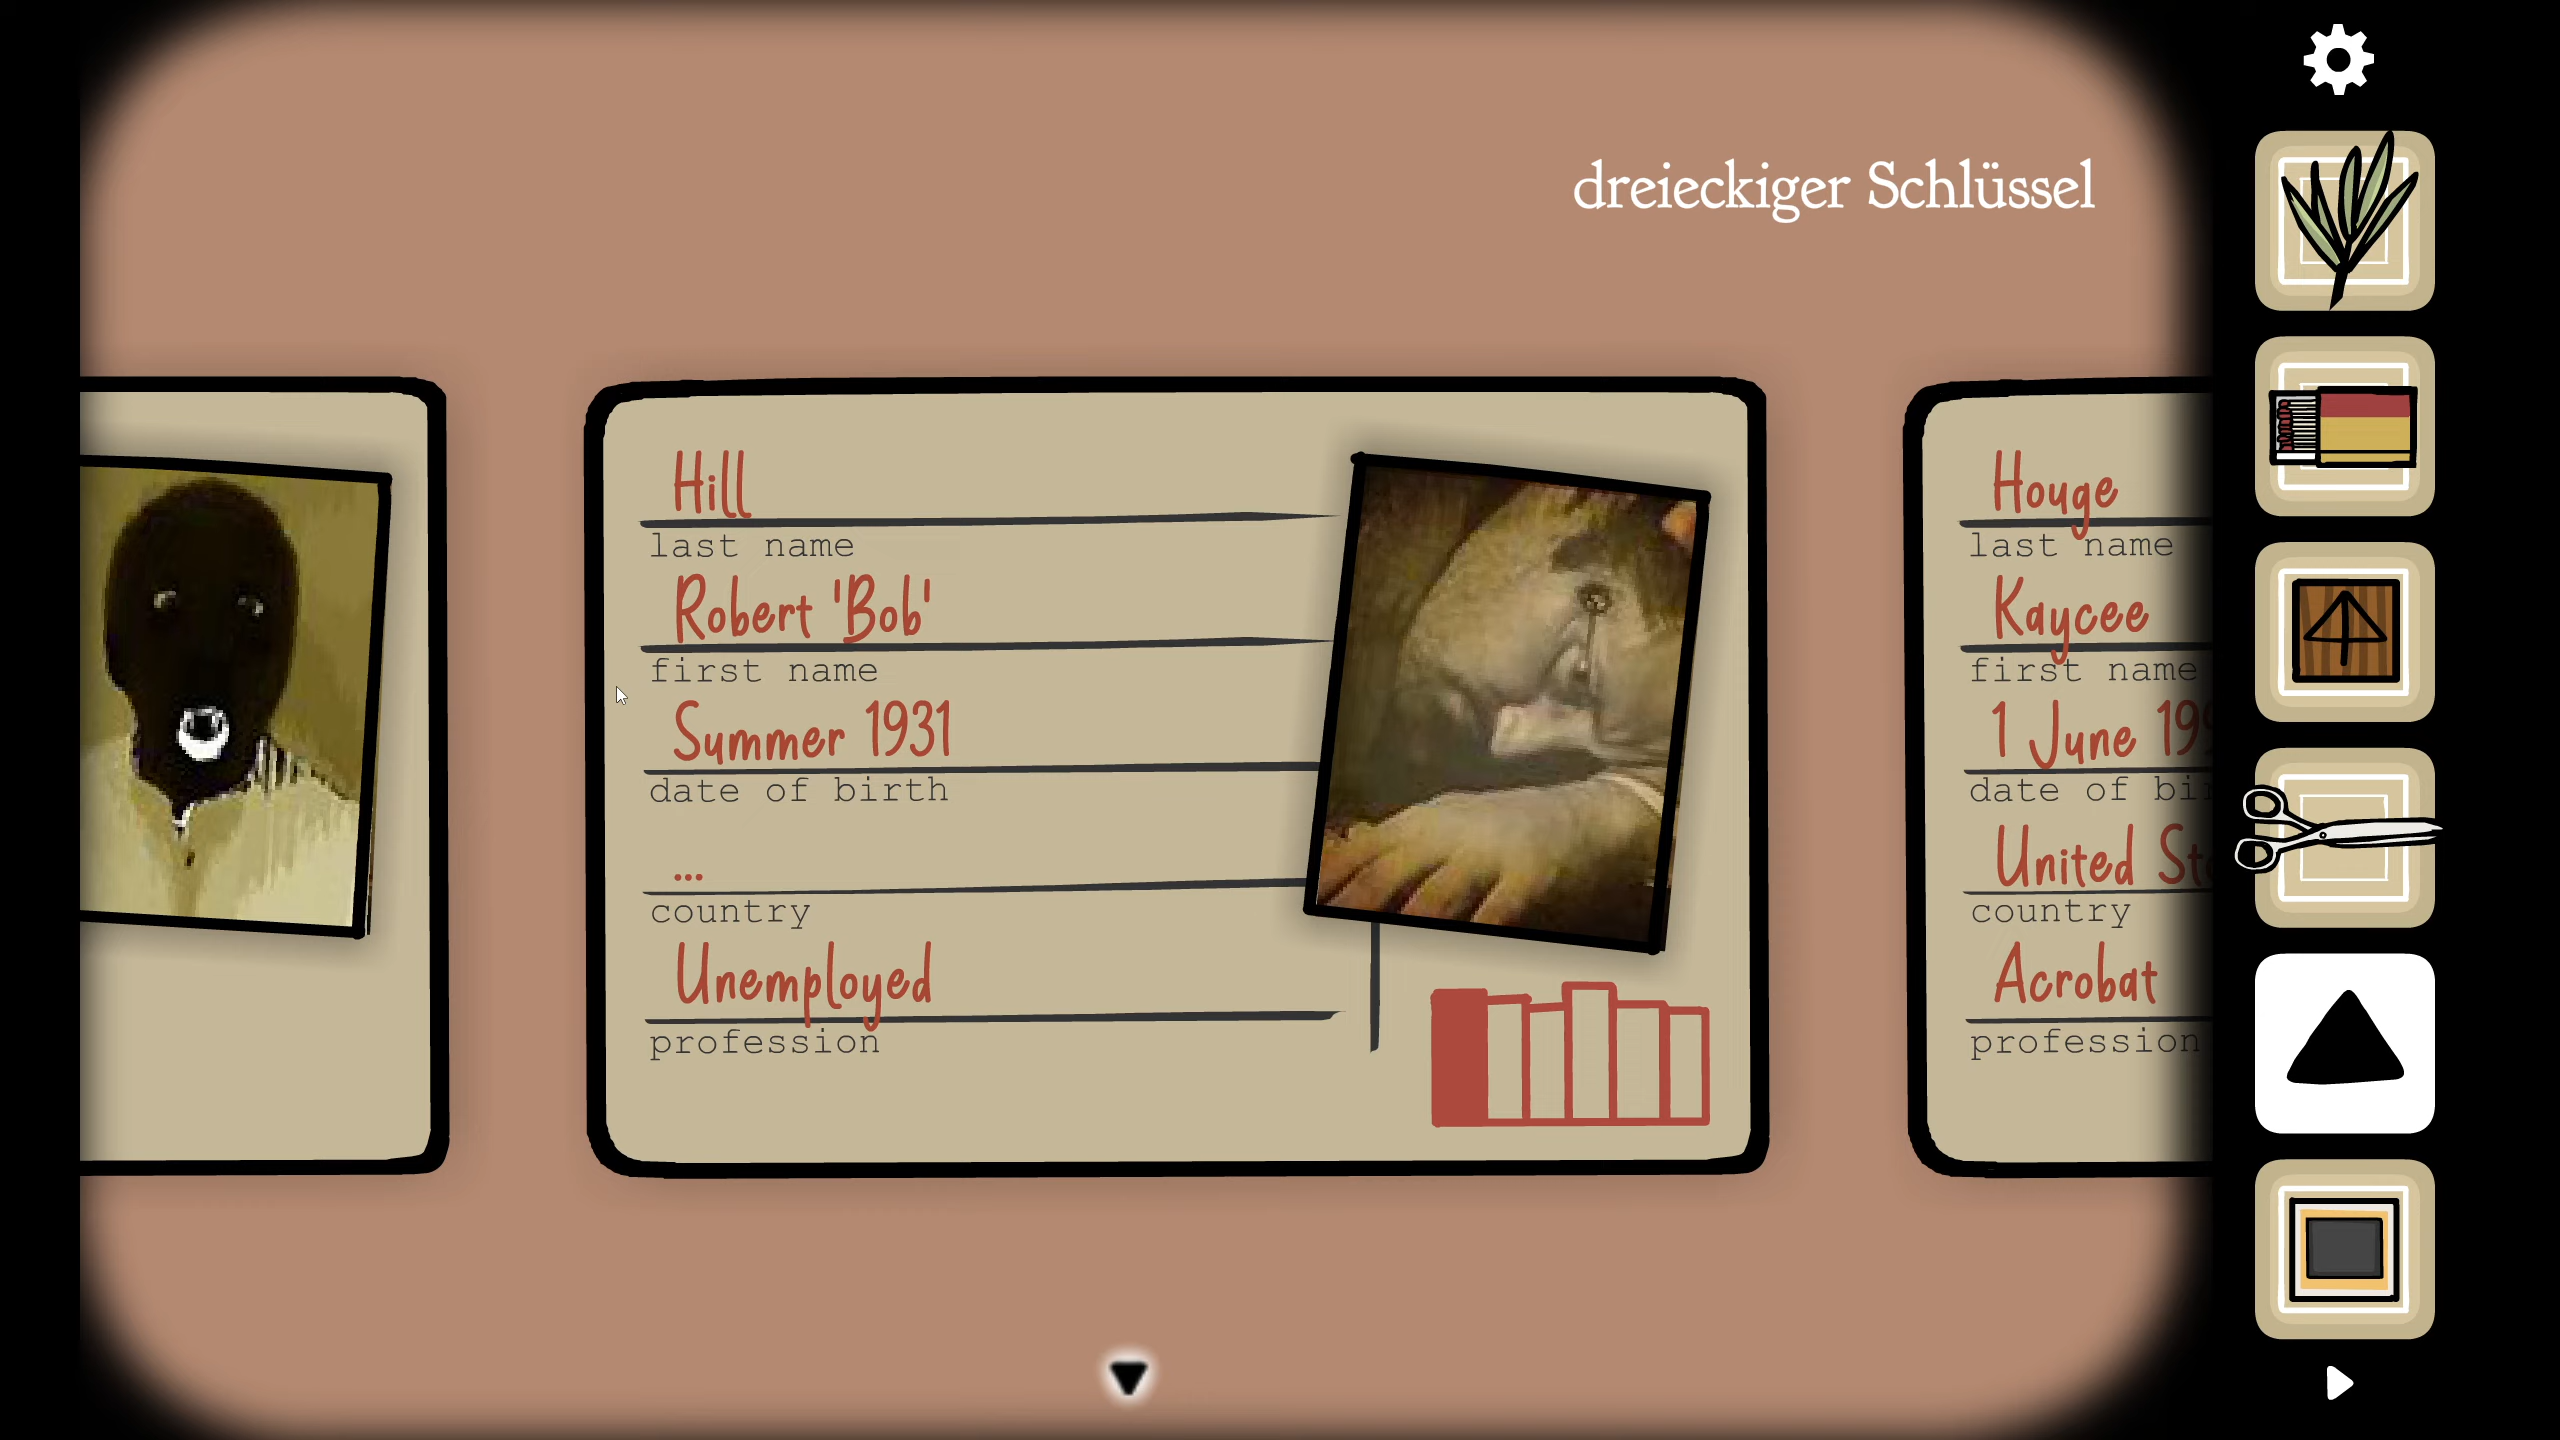 dreieckiger Schlüssel
Hill
last name
Robert 'Bob'
first name
Summer 1931
date of birth
...
country
Unemployed
profession
Houge
last name
Kaycee
first name
1 June
date of
United
country
Acrobat
profession